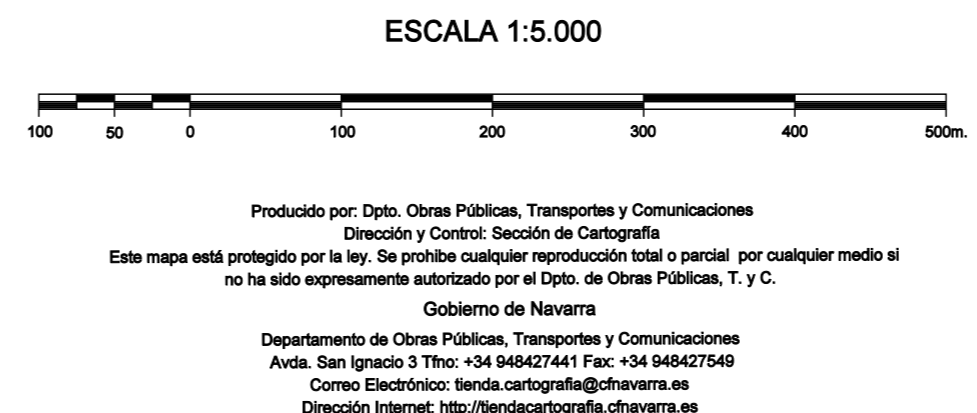 ESCALA 1:5.000
100 50 0 100 200 300 400 500m.
Producido por: Dpto. Obras Públicas, Transportes y Comunicaciones
Dirección y Control: Sección de Cartografía
Este mapa está protegido por la ley. Se prohibe cualquier reproducción total o parcial por cualquier medio si
no ha sido expresamente autorizado por el Dpto. de Obras Públicas, T. y C.
Gobierno de Navarra
Departamento de Obras Públicas, Transportes y Comunicaciones
Avda. San Ignacio 3 Tfno: +34 948427441 Fax: +34 948427549
Correo Electrónico: tienda.cartografia@cfnavarra.es
Dirección Internet: http://tiendacartografia.cfnavarra.es